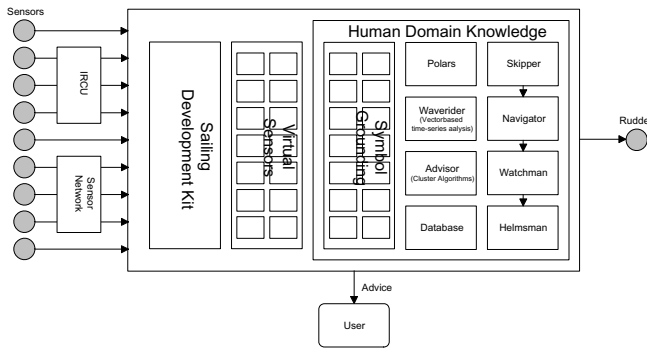 Sensors
Human Domain Knowledge
IRCU
Sensor
Network
Sailing
Development Kit
Virtual
Sensors
Symbol
Grounding
Polars
Waverider
(Vectorbased
time-series aalysis)
Advisor
(Cluster Algorithms)
Database
Skipper
Navigator
Watchman
Helmsman
Rudde
Advice
User